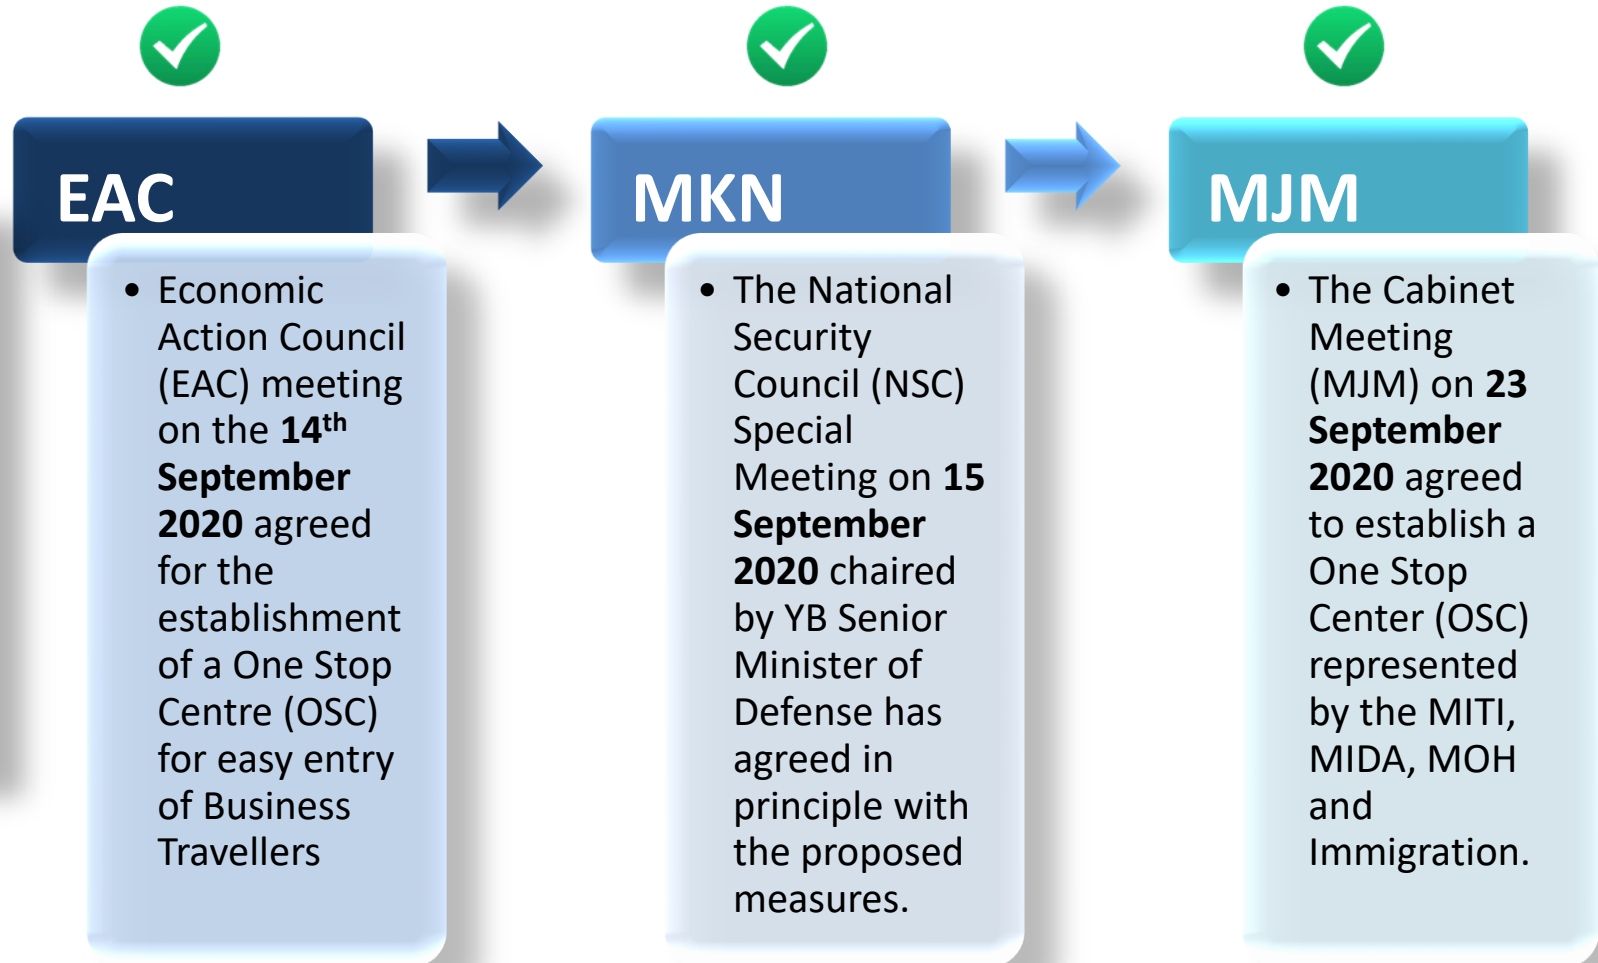 EAC
• Economic
Action Council
(EAC) meeting
on the 14th
September
2020 agreed
for the
establishment
of a One Stop
Centre (OSC)
for easy entry
of Business
Travellers
MKN
• The National
Security
Council (NSC)
Special
Meeting on 15
September
2020 chaired
by YB Senior
Minister of
Defense has
agreed in
principle with
the proposed
measures.
MJM
• The Cabinet
Meeting
(MJM) on 23
September
2020 agreed
to establish a
One Stop
Center (OSC)
represented
by the MITI,
MIDA, MOH
and
Immigration.